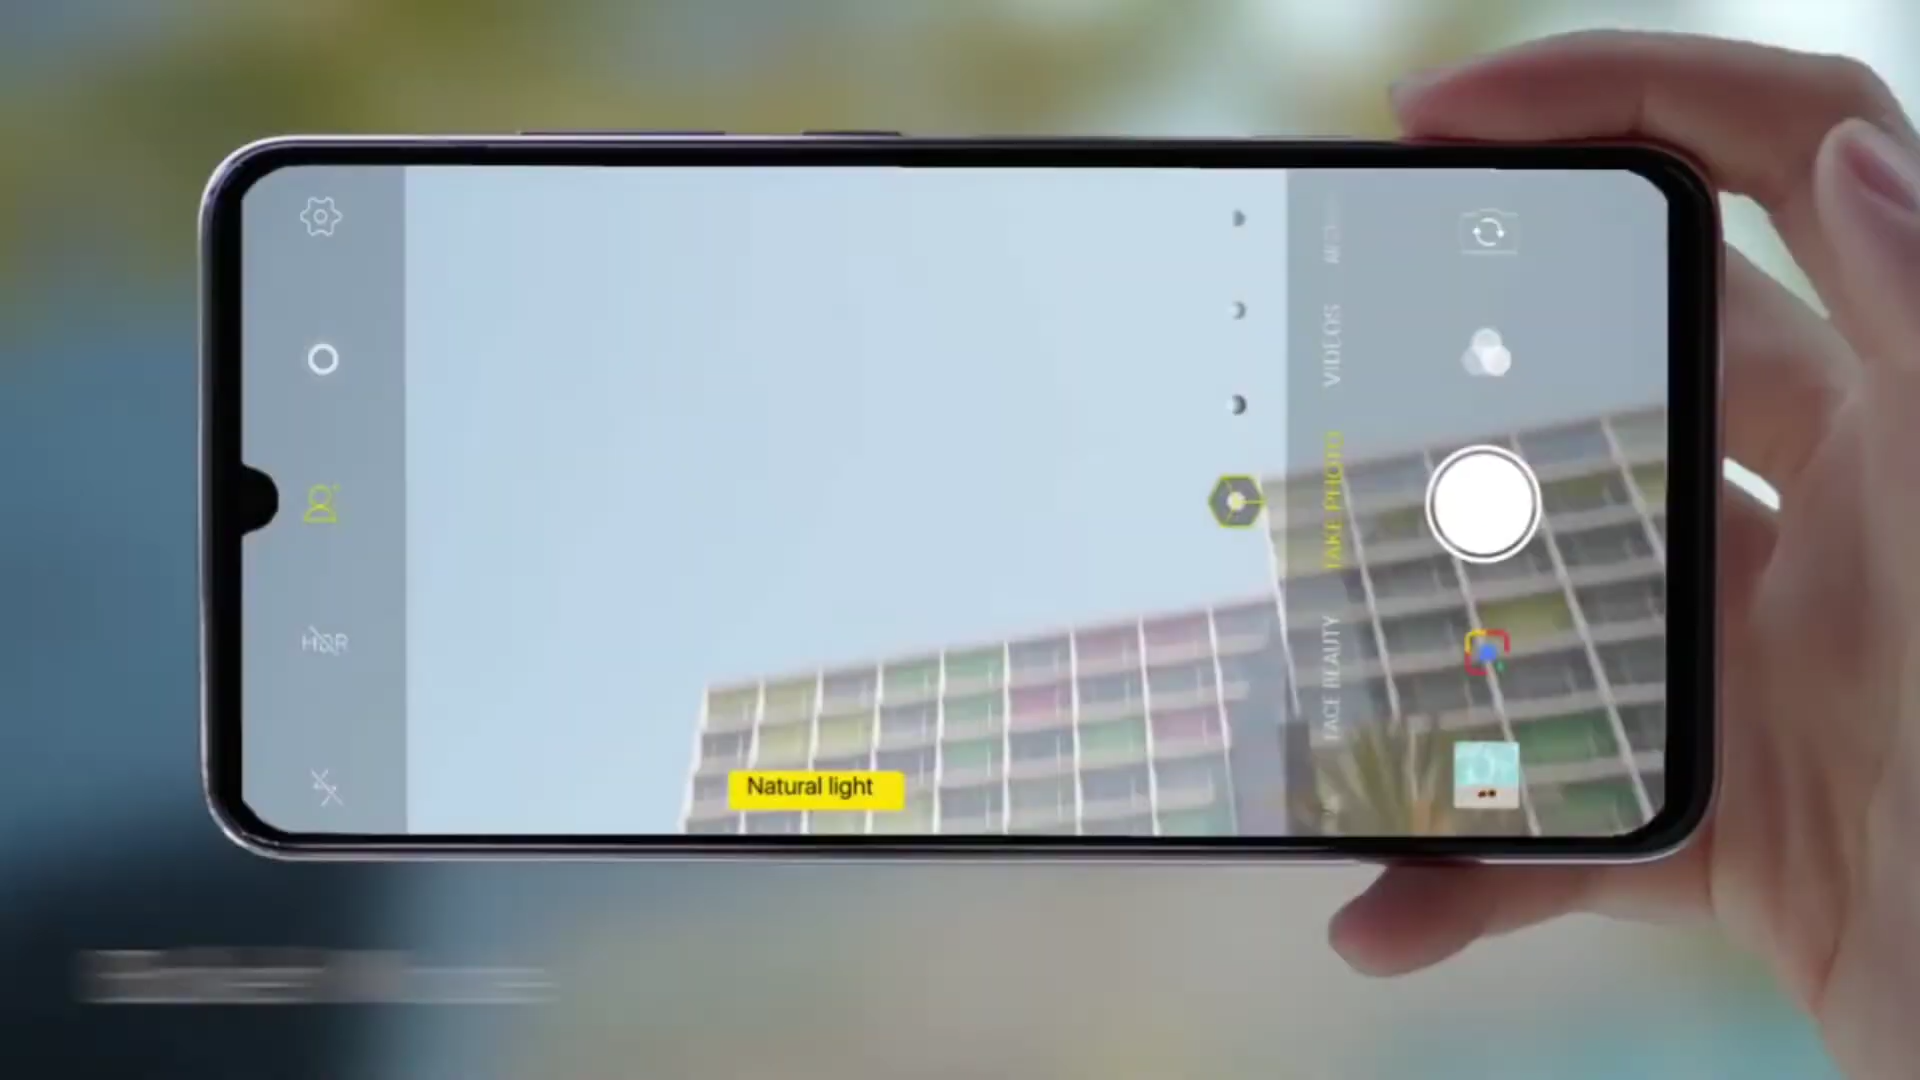 VIDEOS
TAKE PHOTO
FACE BEAUTY
HDR
Natural light